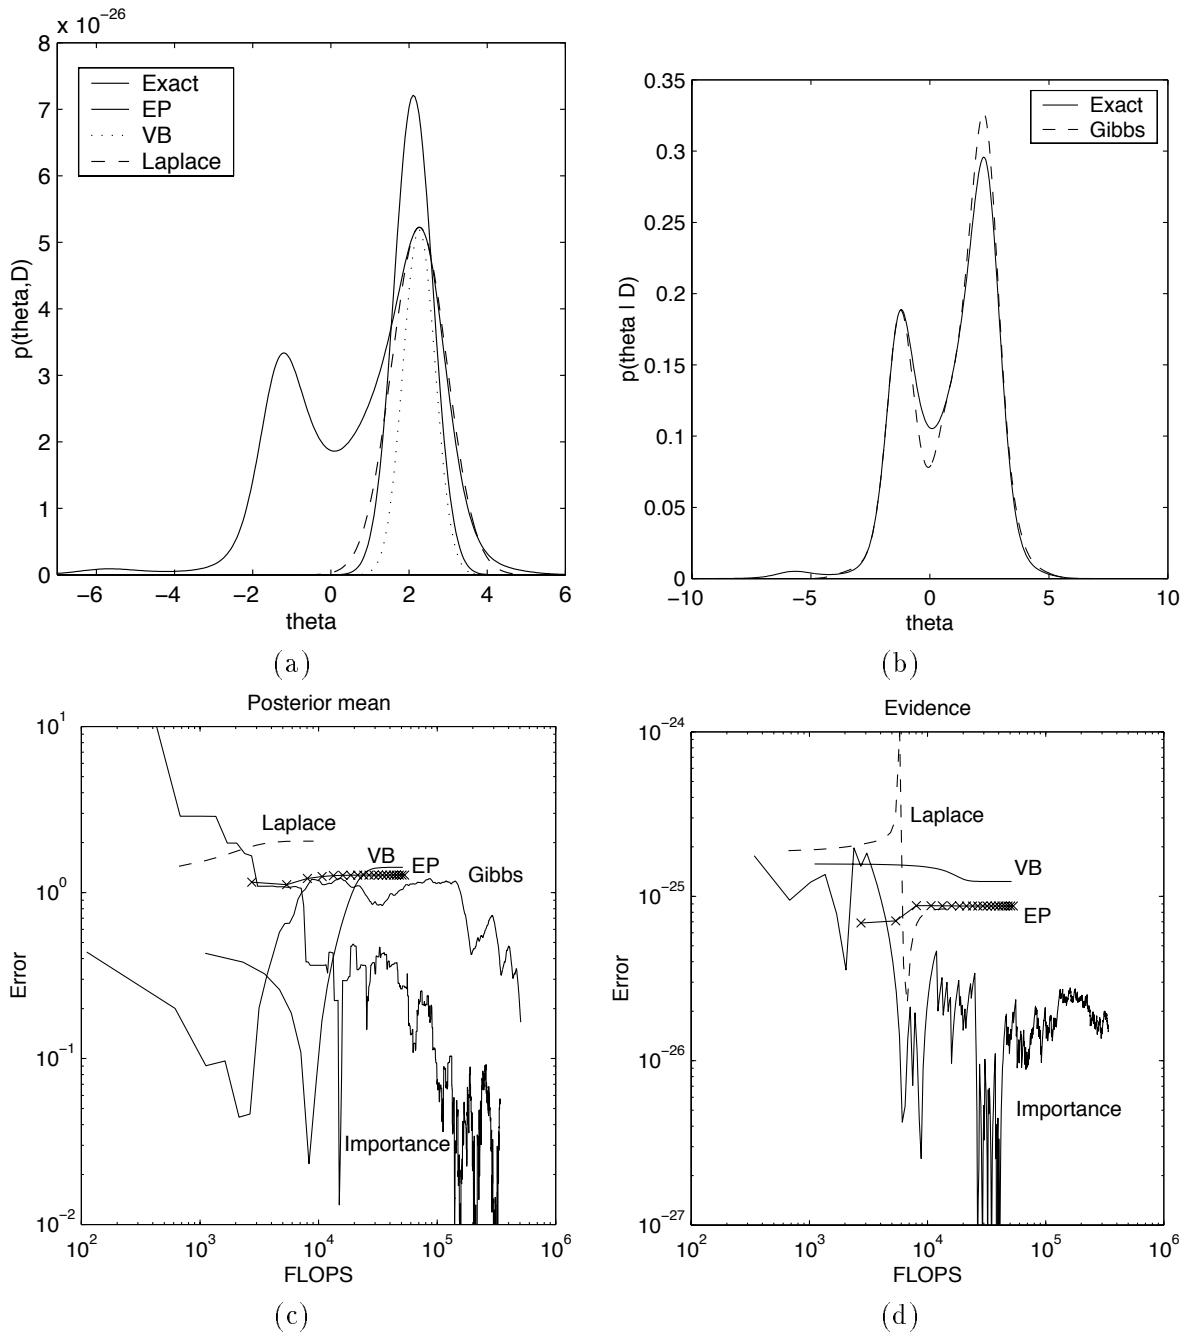 x 10−26
8
7
6
5
4
3
2
1
0
p(theta,D)
Exact
EP
VB
Laplace
−6 −4 −2 0 2 4 6
theta
(a)
0.35
0.3
0.25
0.2
0.15
0.1
0.05
0
p(theta | D)
Exact
Gibbs
−10 −5 0 5 10
theta
(b)
Posterior mean
10^1
10^0
10^−1
10^−2
Error
Laplace
VB
EP
Gibbs
Importance
10^2 10^3 10^4 10^5 10^6
FLOPS
(c)
Evidence
10^−24
10^−25
10^−26
10^−27
Error
Laplace
VB
EP
Importance
10^2 10^3 10^4 10^5 10^6
FLOPS
(d)